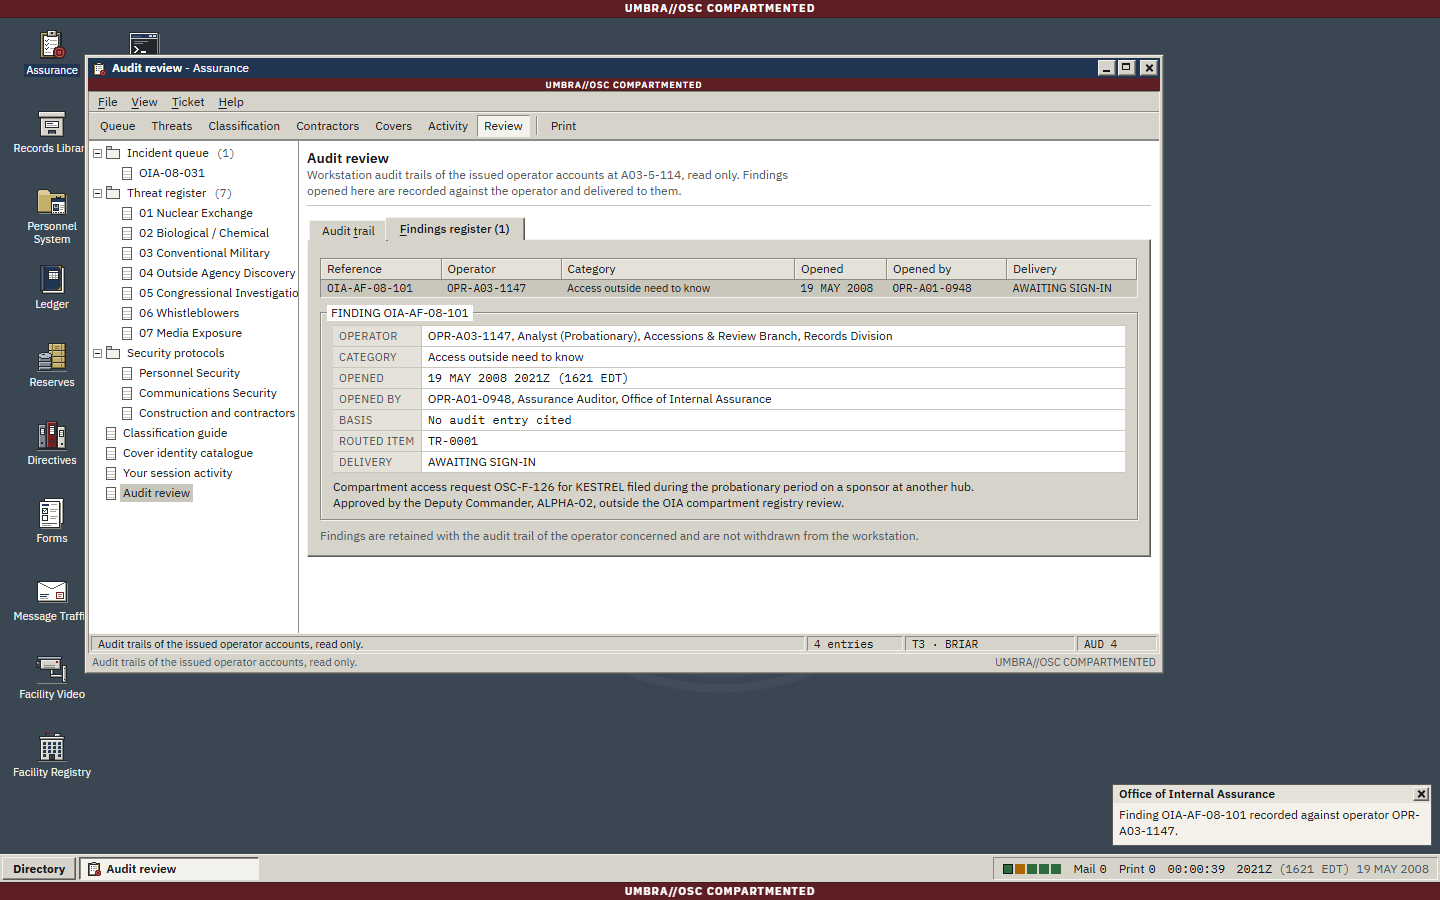 UMBRA//OSC COMPARTMENTED
Assurance
Records Librar
Personnel
System
Ledger
Reserves
Directives
Forms
Message Traffi
Facility Video
Facility Registry
Audit review - Assurance
UMBRA//OSC COMPARTMENTED
File View Ticket Help
Queue Threats Classification Contractors Covers Activity Review Print
Incident queue (1)
OIA-08-031
Threat register (7)
01 Nuclear Exchange
02 Biological / Chemical
03 Conventional Military
04 Outside Agency Discovery
05 Congressional Investigatio
06 Whistleblowers
07 Media Exposure
Security protocols
Personnel Security
Communications Security
Construction and contractors
Classification guide
Cover identity catalogue
Your session activity
Audit review
Audit review
Workstation audit trails of the issued operator accounts at A03-5-114, read only. Findings
opened here are recorded against the operator and delivered to them.
Audit trail Findings register (1)
Reference Operator Category Opened Opened by Delivery
OIA-AF-08-101 OPR-A03-1147 Access outside need to know 19 MAY 2008 OPR-A01-0948 AWAITING SIGN-IN
FINDING OIA-AF-08-101
OPERATOR OPR-A03-1147, Analyst (Probationary), Accessions & Review Branch, Records Division
CATEGORY Access outside need to know
OPENED 19 MAY 2008 2021Z (1621 EDT)
OPENED BY OPR-A01-0948, Assurance Auditor, Office of Internal Assurance
BASIS No audit entry cited
ROUTED ITEM TR-0001
DELIVERY AWAITING SIGN-IN
Compartment access request OSC-F-126 for KESTREL filed during the probationary period on a sponsor at another hub.
Approved by the Deputy Commander, ALPHA-02, outside the OIA compartment registry review.
Findings are retained with the audit trail of the operator concerned and are not withdrawn from the workstation.
Audit trails of the issued operator accounts, read only. 4 entries T3 · BRIAR AUD 4
Audit trails of the issued operator accounts, read only. UMBRA//OSC COMPARTMENTED
Office of Internal Assurance
Finding OIA-AF-08-101 recorded against operator OPR-
A03-1147.
Directory Audit review Mail 0 Print 0 00:00:39 2021Z (1621 EDT) 19 MAY 2008
UMBRA//OSC COMPARTMENTED